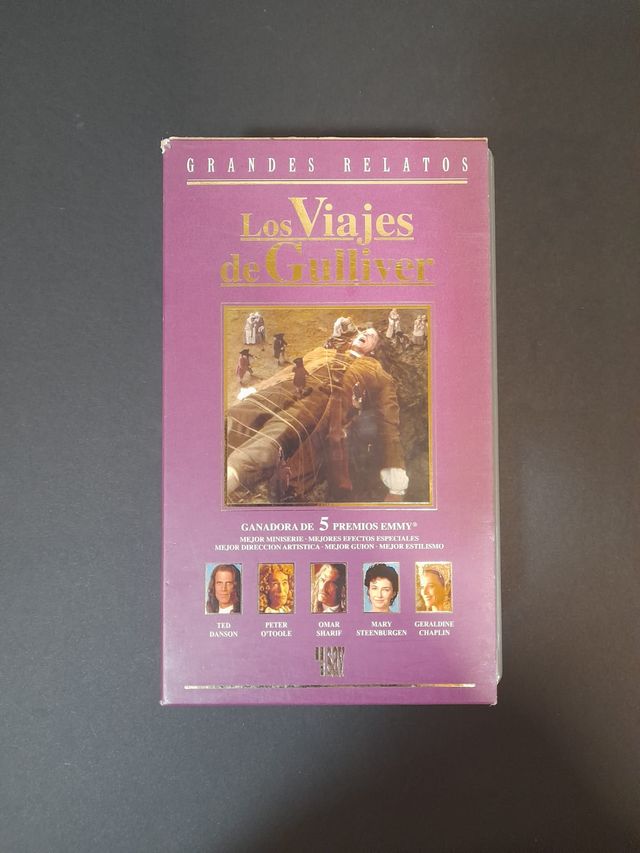 GRANDES RELATOS
Los Viajes
de Gulliver
GANADORA DE 5 PREMIOS EMMY®
MEJOR MINISERIE - MEJORES EFECTOS ESPECIALES
MEJOR DIRECCION ARTISTICA - MEJOR GUION - MEJOR ESTILISMO
TED
DANSON
PETER
O'TOOLE
OMAR
SHARIF
MARY
STEENBURGEN
GERALDINE
CHAPLIN